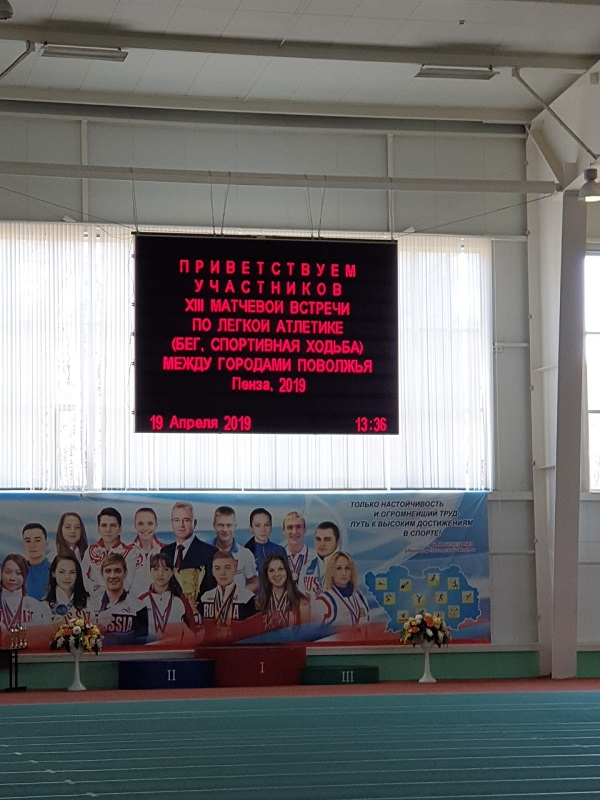 ПРИВЕТСТВУЕМ
УЧАСТНИКОВ
XIII МАТЧЕВОЙ ВСТРЕЧИ
ПО ЛЕГКОЙ АТЛЕТИКЕ
(БЕГ, СПОРТИВНАЯ ХОДЬБА)
МЕЖДУ ГОРОДАМИ ПОВОЛЖЬЯ
Пенза, 2019
19 Апреля 2019 13:36
ТОЛЬКО НАСТОЙЧИВОСТЬ
И ОГРОМНЕЙШИЙ ТРУД
ПУТЬ К ВЫСОКИМ ДОСТИЖЕНИЯМ
В СПОРТЕ!
RUSSIA
II
I
III